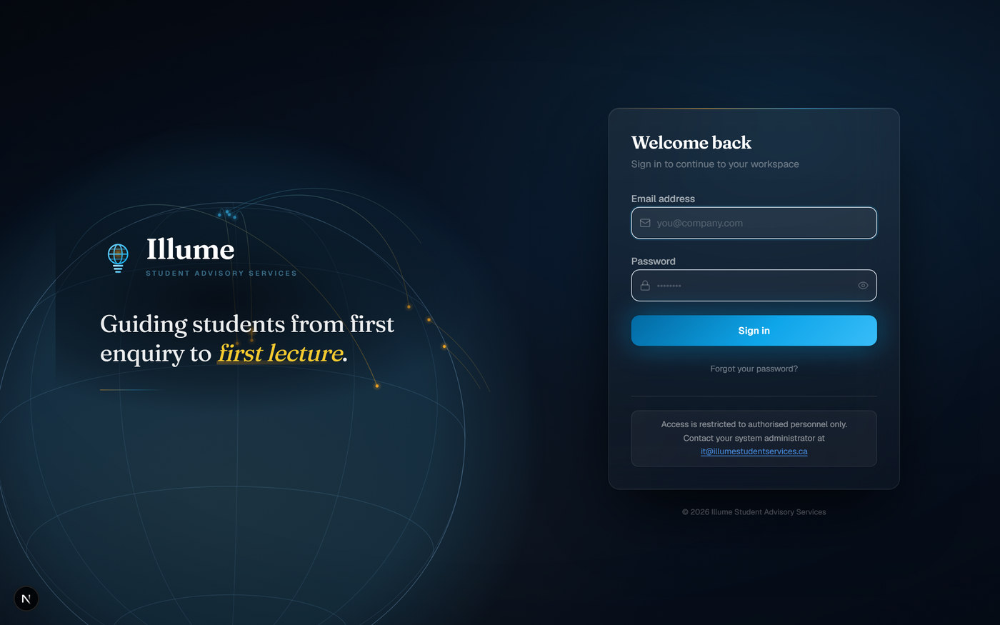 Illume
STUDENT ADVISORY SERVICES
Guiding students from first
enquiry to first lecture.
Welcome back
Sign in to continue to your workspace
Email address
you@company.com
Password
••••••••
Sign in
Forgot your password?
Access is restricted to authorised personnel only.
Contact your system administrator at
it@illumestudentservices.ca
© 2026 Illume Student Advisory Services
N